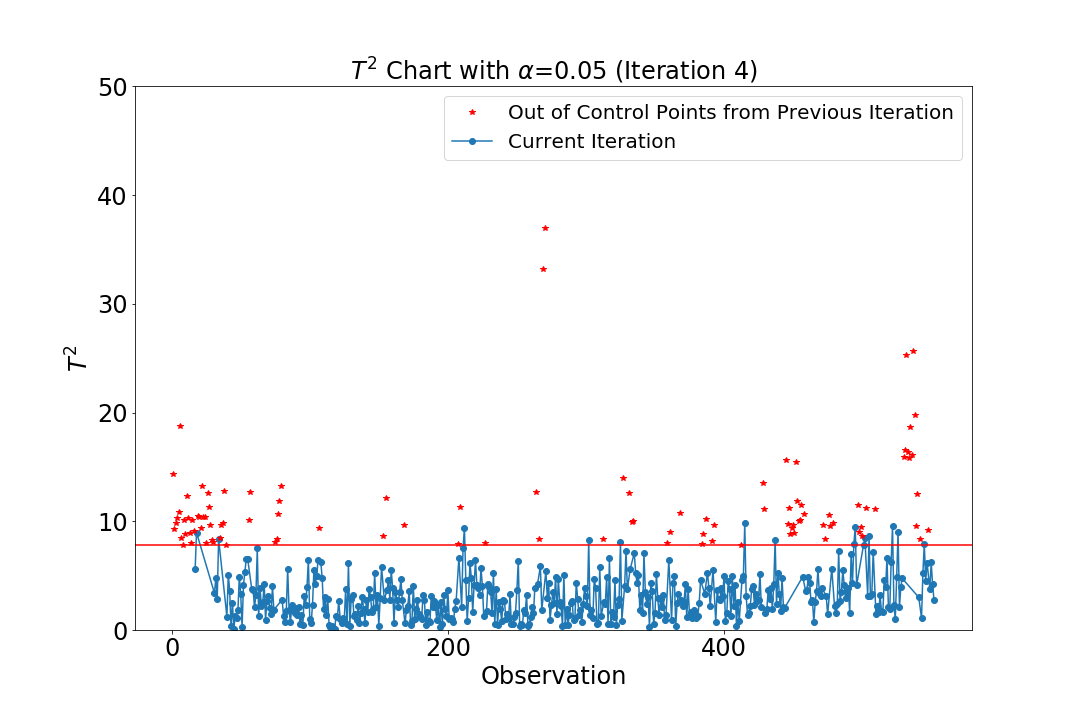 T² Chart with α=0.05 (Iteration 4)
Out of Control Points from Previous Iteration
Current Iteration
50
40
30
20
10
0
T²
0 200 400
Observation